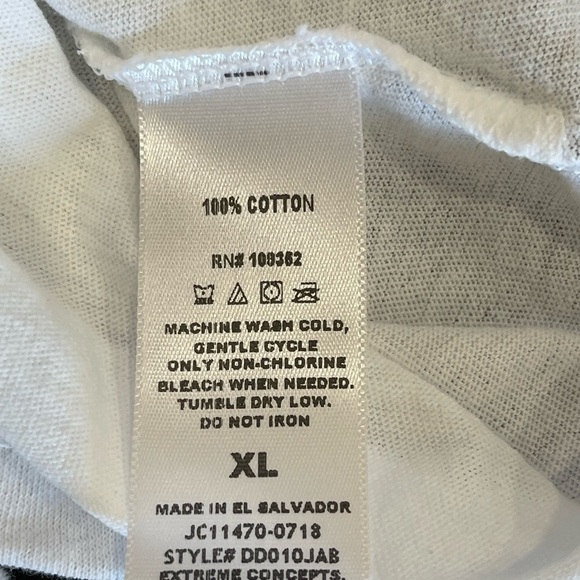 100% COTTON
RN# 109362
MACHINE WASH COLD,
GENTLE CYCLE
ONLY NON-CHLORINE
BLEACH WHEN NEEDED.
TUMBLE DRY LOW.
DO NOT IRON
XL
MADE IN EL SALVADOR
JC11470-0718
STYLE# DD010JAB
EXTREME CONCEPTS.